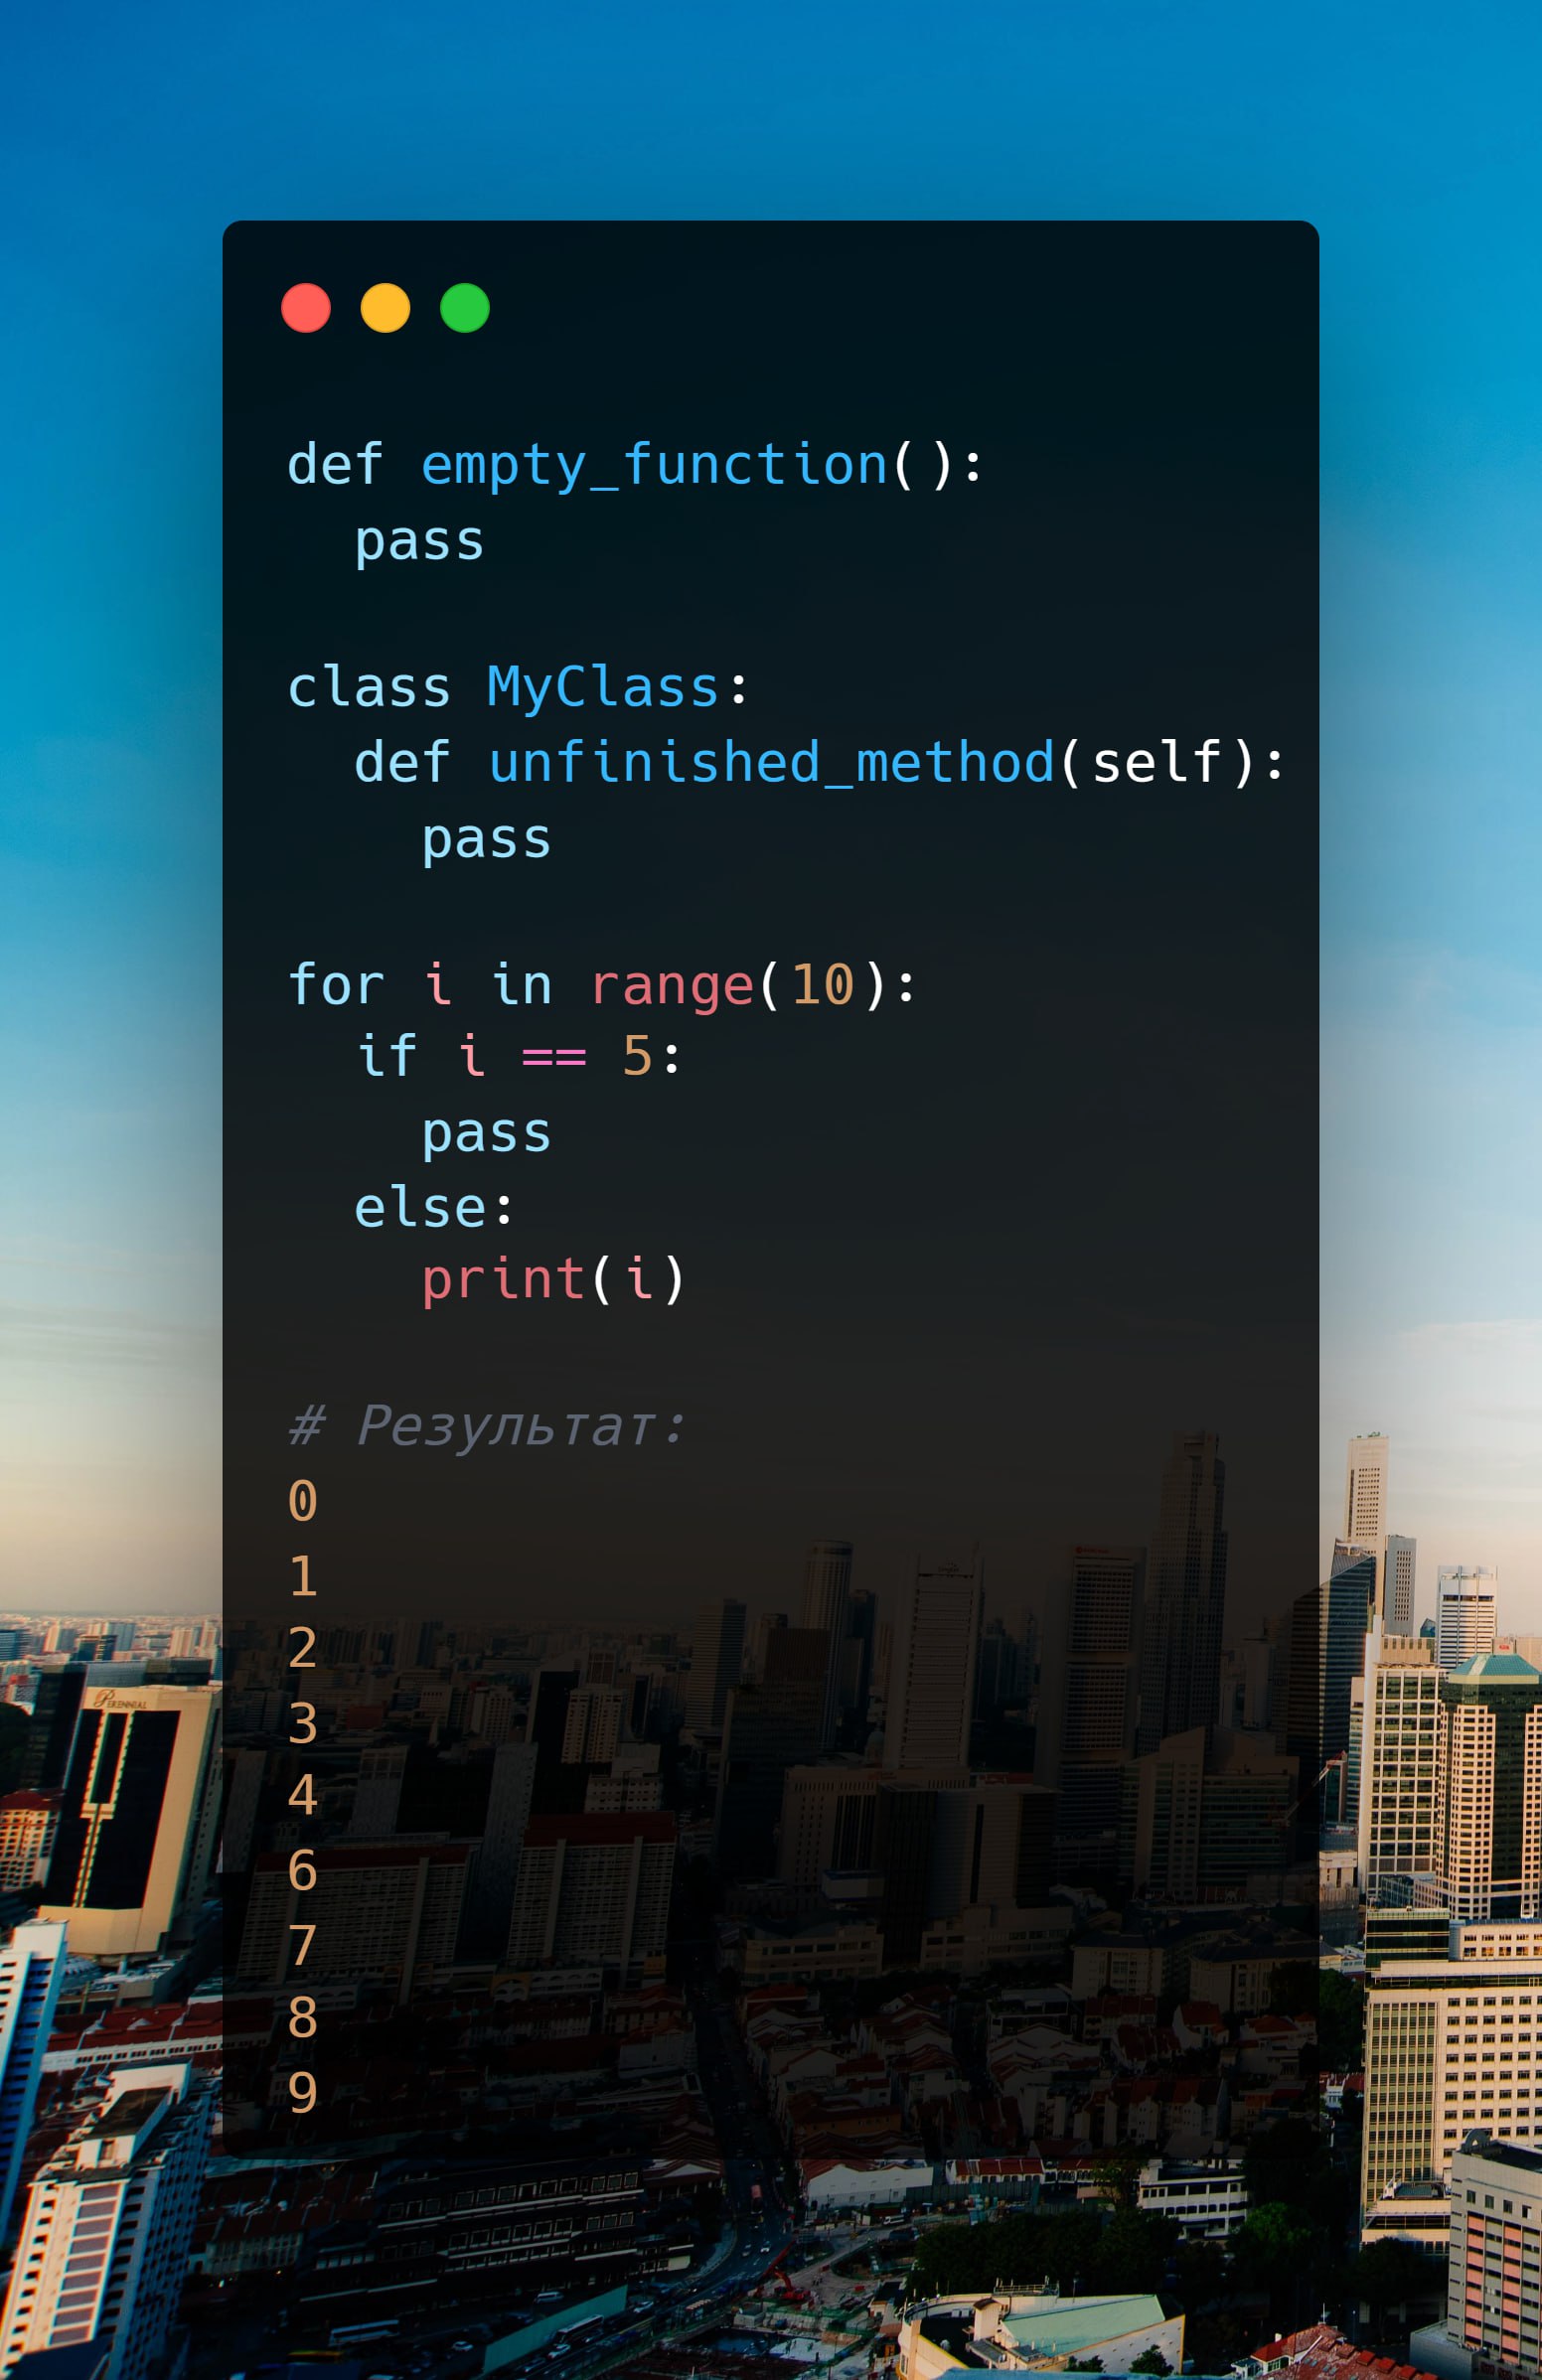 def empty_function():
  pass

class MyClass:
  def unfinished_method(self):
    pass

for i in range(10):
  if i == 5:
    pass
  else:
    print(i)

# Результат:
0
1
2
3
4
6
7
8
9
PERENNIAL